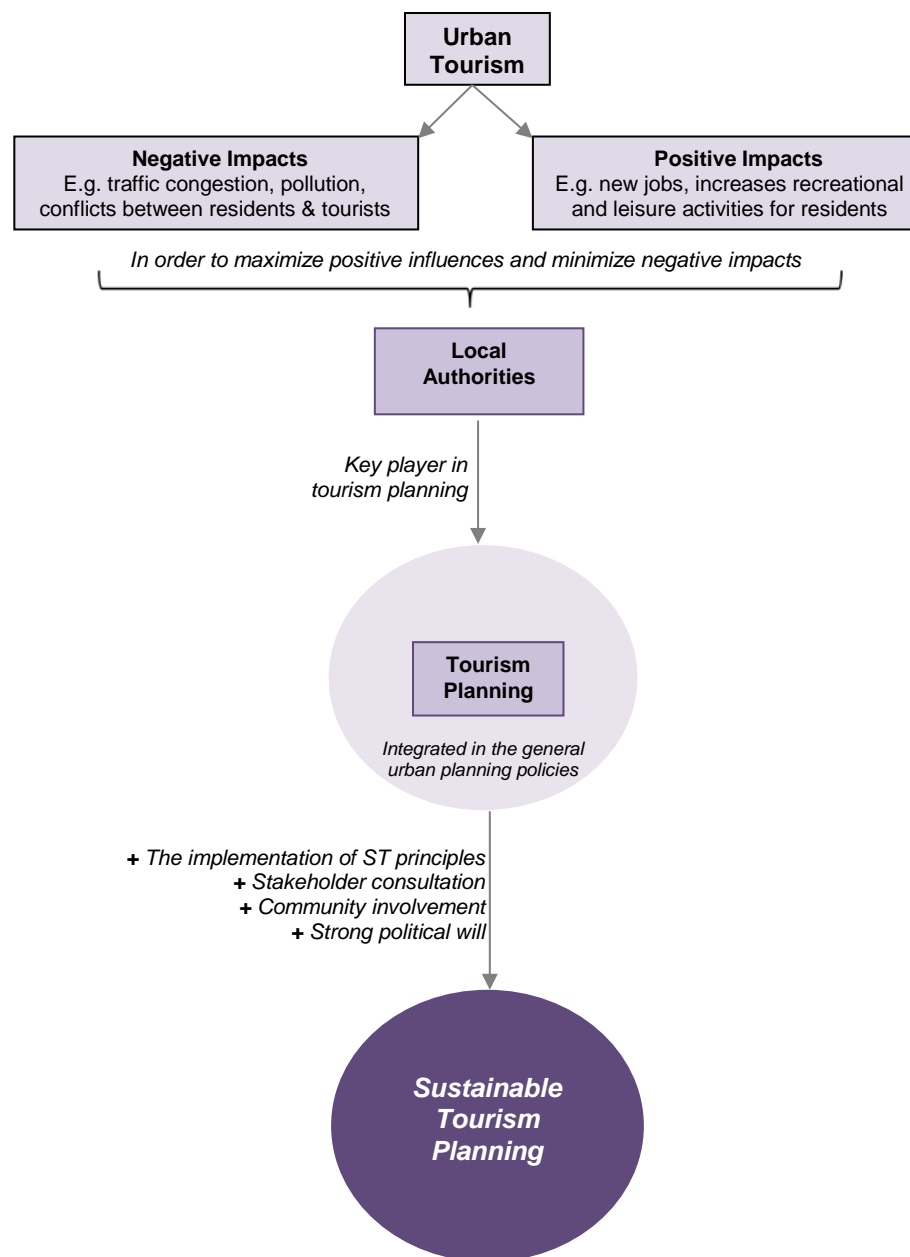 Urban
Tourism
Negative Impacts
E.g. traffic congestion, pollution,
conflicts between residents & tourists
Positive Impacts
E.g. new jobs, increases recreational
and leisure activities for residents
In order to maximize positive influences and minimize negative impacts
Local
Authorities
Key player in
tourism planning
Tourism
Planning
Integrated in the general
urban planning policies
+ The implementation of ST principles
+ Stakeholder consultation
+ Community involvement
+ Strong political will
Sustainable
Tourism
Planning